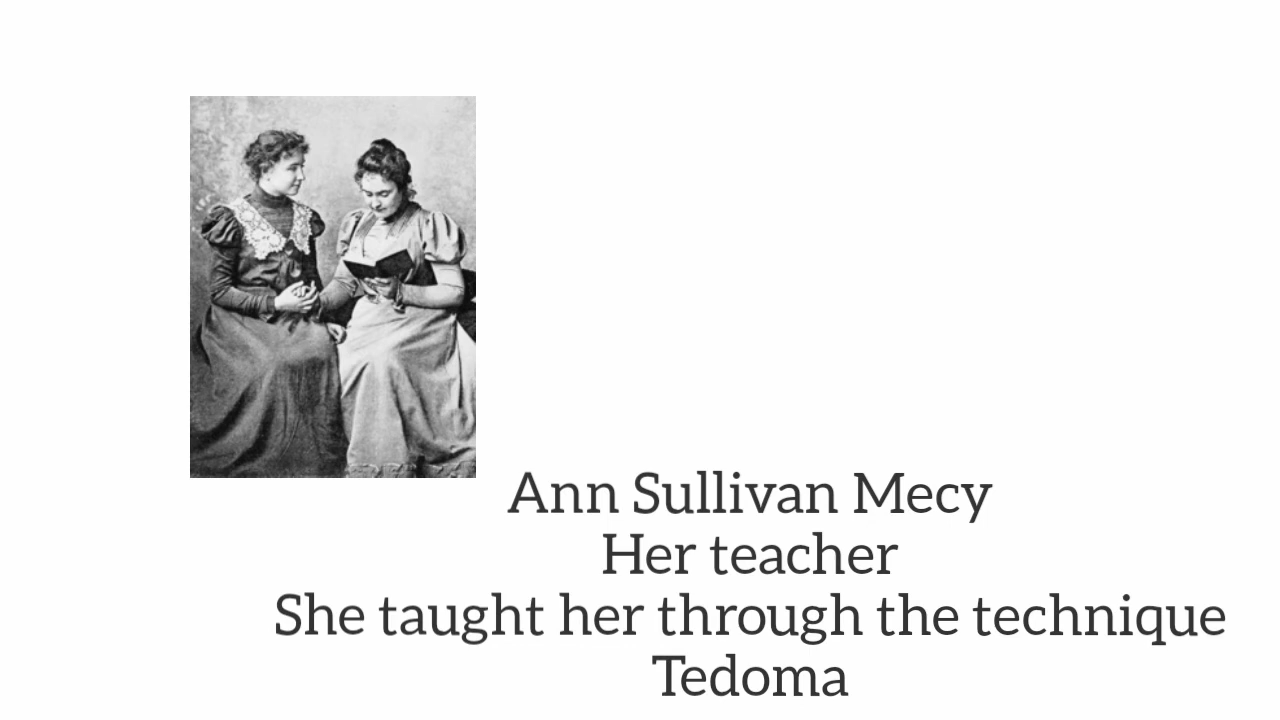 Ann Sullivan Mecy
Her teacher
She taught her through the technique
Tedoma